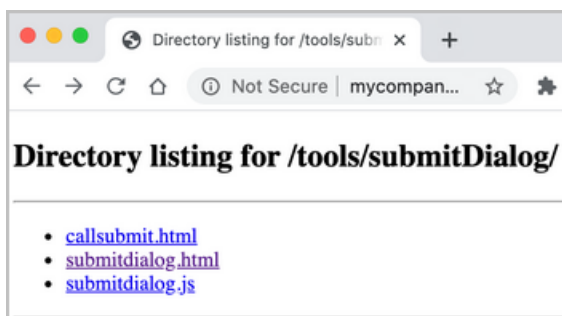 Directory listing for /tools/subm
Not Secure | mycompan...
Directory listing for /tools/submitDialog/
callsubmit.html
submitdialog.html
submitdialog.js